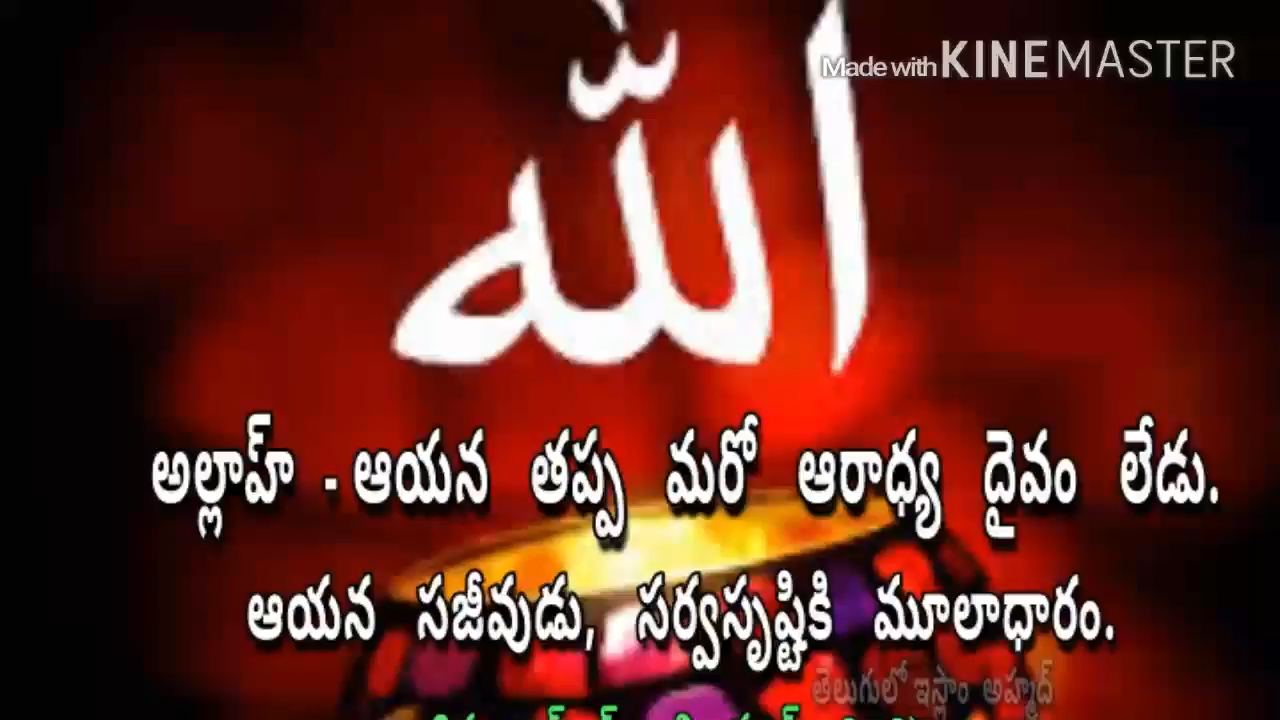 الله
Made with KINEMASTER
అల్లాహ్ - ఆయన తప్ప మరో ఆరాధ్య దైవం లేడు.
ఆయన సజీవుడు, సర్వసృష్టికి మూలాధారం.
తెలుగులో ఇస్లాం అహ్మద్